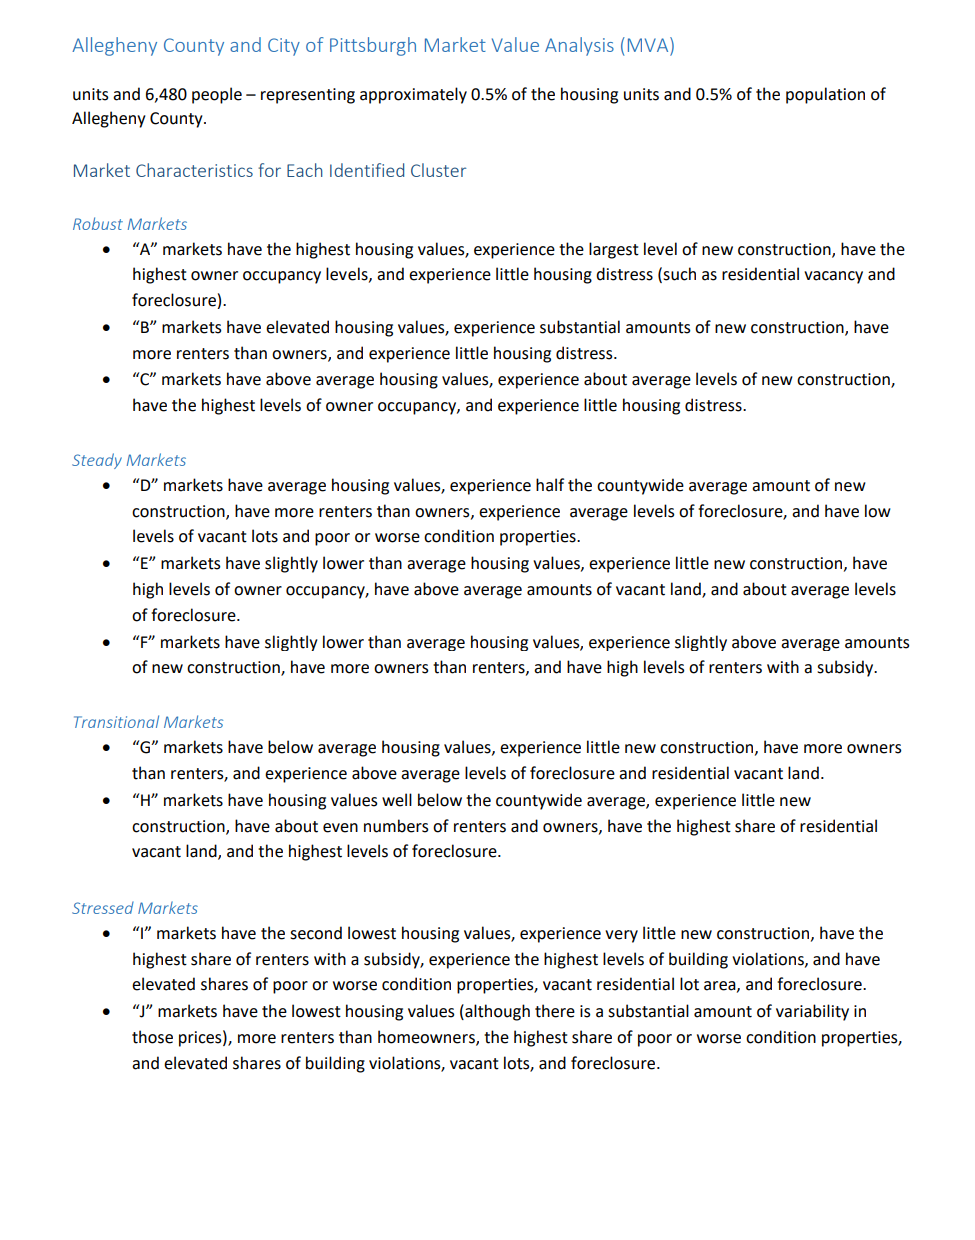 Allegheny County and City of Pittsburgh Market Value Analysis (MVA)
units and 6,480 people – representing approximately 0.5% of the housing units and 0.5% of the population of
Allegheny County.
Market Characteristics for Each Identified Cluster
Robust Markets
• “A” markets have the highest housing values, experience the largest level of new construction, have the
highest owner occupancy levels, and experience little housing distress (such as residential vacancy and
foreclosure).
• “B” markets have elevated housing values, experience substantial amounts of new construction, have
more renters than owners, and experience little housing distress.
• “C” markets have above average housing values, experience about average levels of new construction,
have the highest levels of owner occupancy, and experience little housing distress.
Steady Markets
• “D” markets have average housing values, experience half the countywide average amount of new
construction, have more renters than owners, experience  average levels of foreclosure, and have low
levels of vacant lots and poor or worse condition properties.
• “E” markets have slightly lower than average housing values, experience little new construction, have
high levels of owner occupancy, have above average amounts of vacant land, and about average levels
of foreclosure.
• “F” markets have slightly lower than average housing values, experience slightly above average amounts
of new construction, have more owners than renters, and have high levels of renters with a subsidy.
Transitional Markets
• “G” markets have below average housing values, experience little new construction, have more owners
than renters, and experience above average levels of foreclosure and residential vacant land.
• “H” markets have housing values well below the countywide average, experience little new
construction, have about even numbers of renters and owners, have the highest share of residential
vacant land, and the highest levels of foreclosure.
Stressed Markets
• “I” markets have the second lowest housing values, experience very little new construction, have the
highest share of renters with a subsidy, experience the highest levels of building violations, and have
elevated shares of poor or worse condition properties, vacant residential lot area, and foreclosure.
• “J” markets have the lowest housing values (although there is a substantial amount of variability in
those prices), more renters than homeowners, the highest share of poor or worse condition properties,
and elevated shares of building violations, vacant lots, and foreclosure.